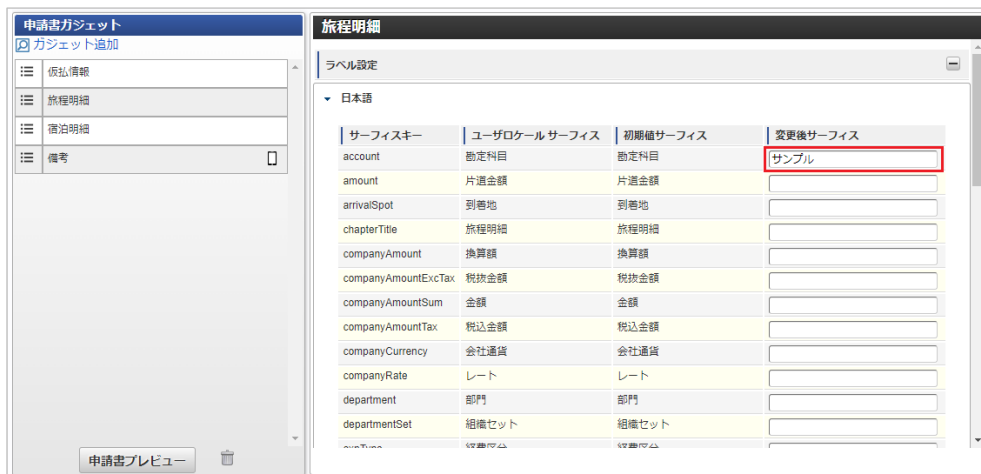 申請書ガジェット
ガジェット追加
仮払情報
旅程明細
宿泊明細
備考
申請書プレビュー
旅程明細
ラベル設定
日本語
サーフィスキー ユーザロケール サーフィス 初期値サーフィス 変更後サーフィス
account 勘定科目 勘定科目 サンプル
amount 片道金額 片道金額
arrivalSpot 到着地 到着地
chapterTitle 旅程明細 旅程明細
companyAmount 換算額 換算額
companyAmountExcTax 税抜金額 税抜金額
companyAmountSum 金額 金額
companyAmountTax 税込金額 税込金額
companyCurrency 会社通貨 会社通貨
companyRate レート レート
department 部門 部門
departmentSet 組織セット 組織セット
expType 経費区分 経費区分